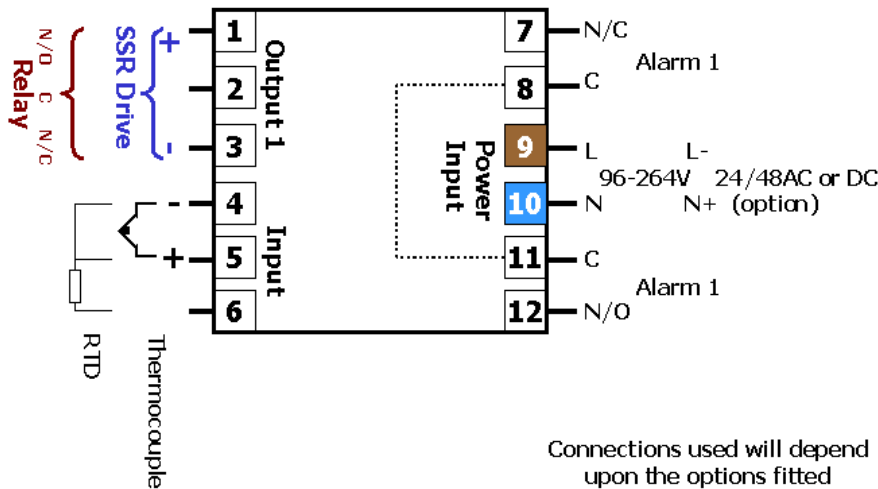 N/O C N/C
Relay
SSR Drive
+
-
1
2
3
Output 1
-
+
4
5
6
Input
RTD
Thermocouple
7
N/C
8
C
Alarm 1
9
L
L-
Power
Input
96-264V 24/48AC or DC
10
N
N+ (option)
11
C
Alarm 1
12
N/O
Connections used will depend
upon the options fitted